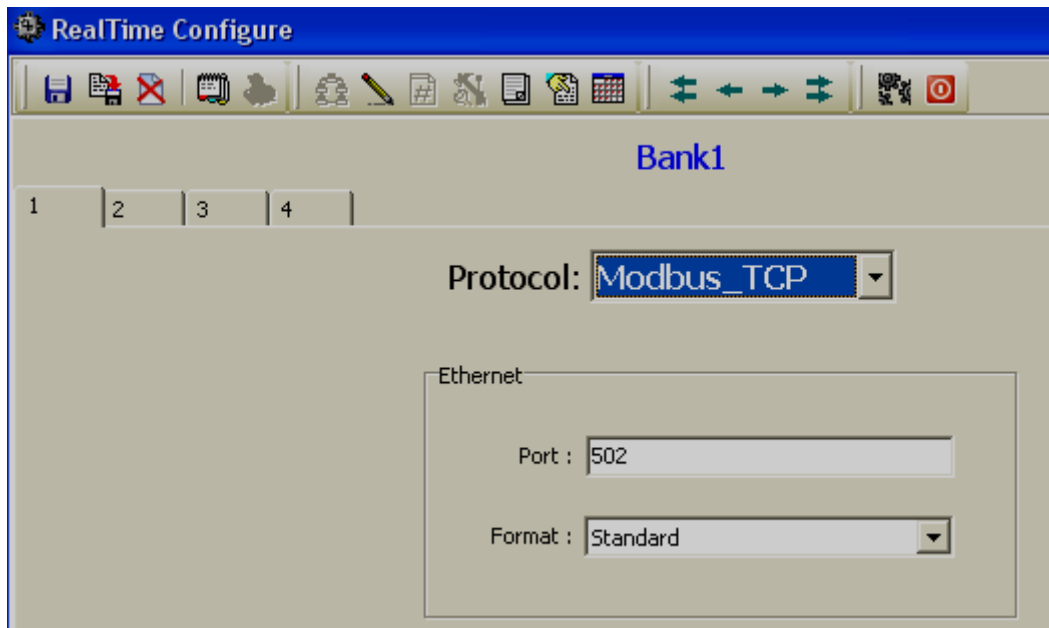 RealTime Configure
Bank1
1 2 3 4
Protocol: Modbus_TCP
Ethernet
Port : 502
Format : Standard